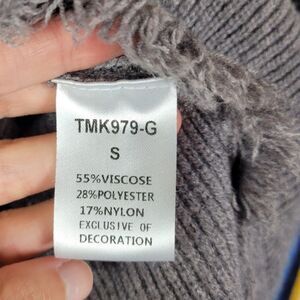 TMK979-G
S
55%VISCOSE
28%POLYESTER
17%NYLON
EXCLUSIVE OF
DECORATION